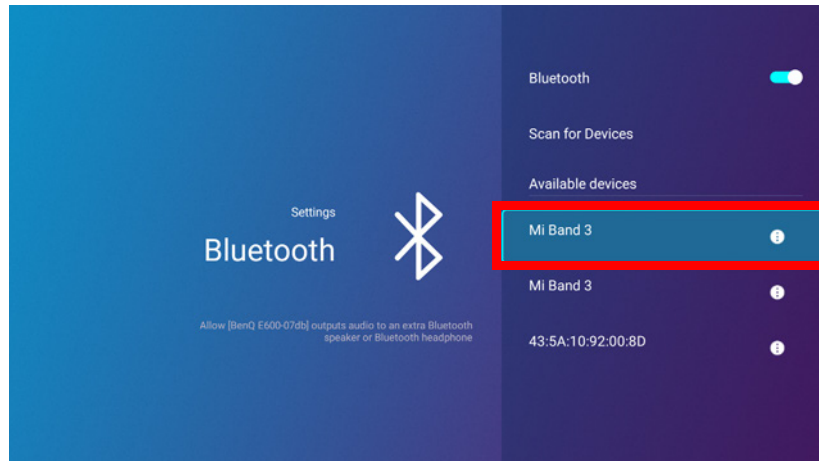 Settings
Bluetooth
Allow [BenQ E600-07db] outputs audio to an extra Bluetooth
speaker or Bluetooth headphone
Bluetooth
Scan for Devices
Available devices
Mi Band 3
Mi Band 3
43:5A:10:92:00:8D